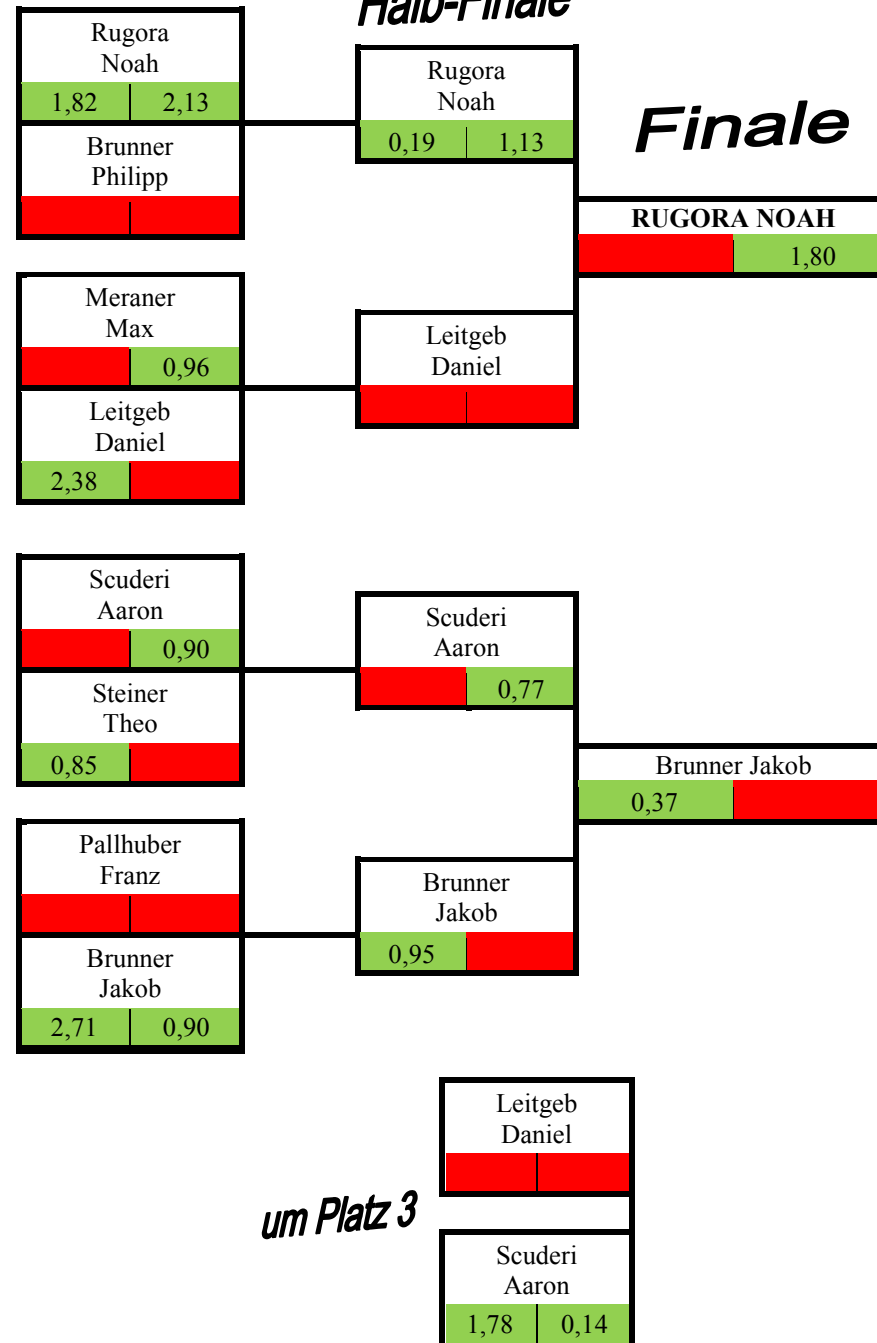 Halb-Finale
Rugora
Noah
1,82 2,13
Brunner
Philipp
Meraner
Max
0,96
Leitgeb
Daniel
2,38
Scuderi
Aaron
0,90
Steiner
Theo
0,85
Pallhuber
Franz
Brunner
Jakob
2,71 0,90
Rugora
Noah
0,19 1,13
Leitgeb
Daniel
Scuderi
Aaron
0,77
Brunner
Jakob
0,95
Finale
RUGORA NOAH
1,80
Brunner Jakob
0,37
um Platz 3
Leitgeb
Daniel
Scuderi
Aaron
1,78 0,14